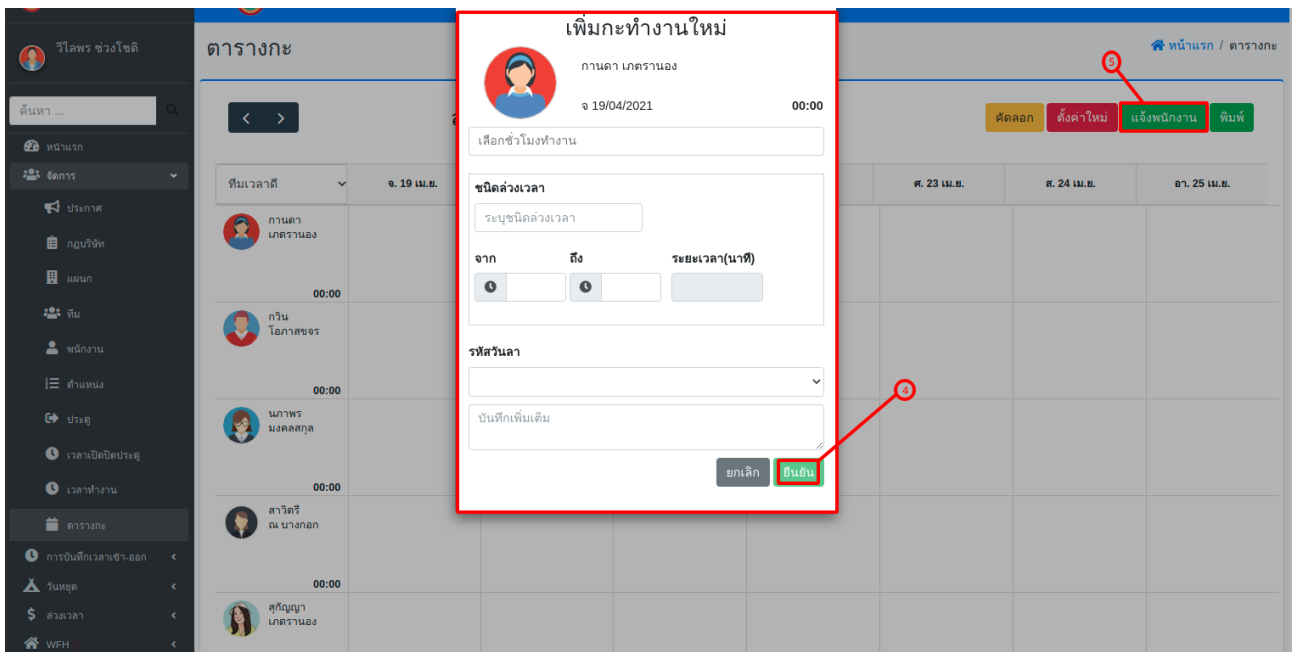 วิไลพร ช่วงโชติ
ค้นหา ...
หน้าแรก
จัดการ
ประกาศ
กฎบริษัท
แผนก
ทีม
พนักงาน
ตำแหน่ง
ประตู
เวลาเปิดปิดประตู
เวลาทำงาน
ตารางกะ
การบันทึกเวลาเข้า-ออก
วันหยุด
ล่วงเวลา
WFH
ตารางกะ
หน้าแรก / ตารางกะ
5
คัดลอก
ตั้งค่าใหม่
แจ้งพนักงาน
พิมพ์
ทีมเวลาดี
จ. 19 เม.ย.
ศ. 23 เม.ย.
ส. 24 เม.ย.
อา. 25 เม.ย.
กานดา
เภตรานอง
00:00
กวิน
โอภาสขจร
00:00
นภาพร
มงคลสกุล
00:00
สาวิตรี
ณ บางกอก
00:00
สุกัญญา
เภตรานอง
เพิ่มกะทำงานใหม่
กานดา เภตรานอง
จ 19/04/2021
00:00
เลือกชั่วโมงทำงาน
ชนิดล่วงเวลา
ระบุชนิดล่วงเวลา
จาก
ถึง
ระยะเวลา(นาที)
รหัสวันลา
บันทึกเพิ่มเติม
4
ยกเลิก
ยืนยัน